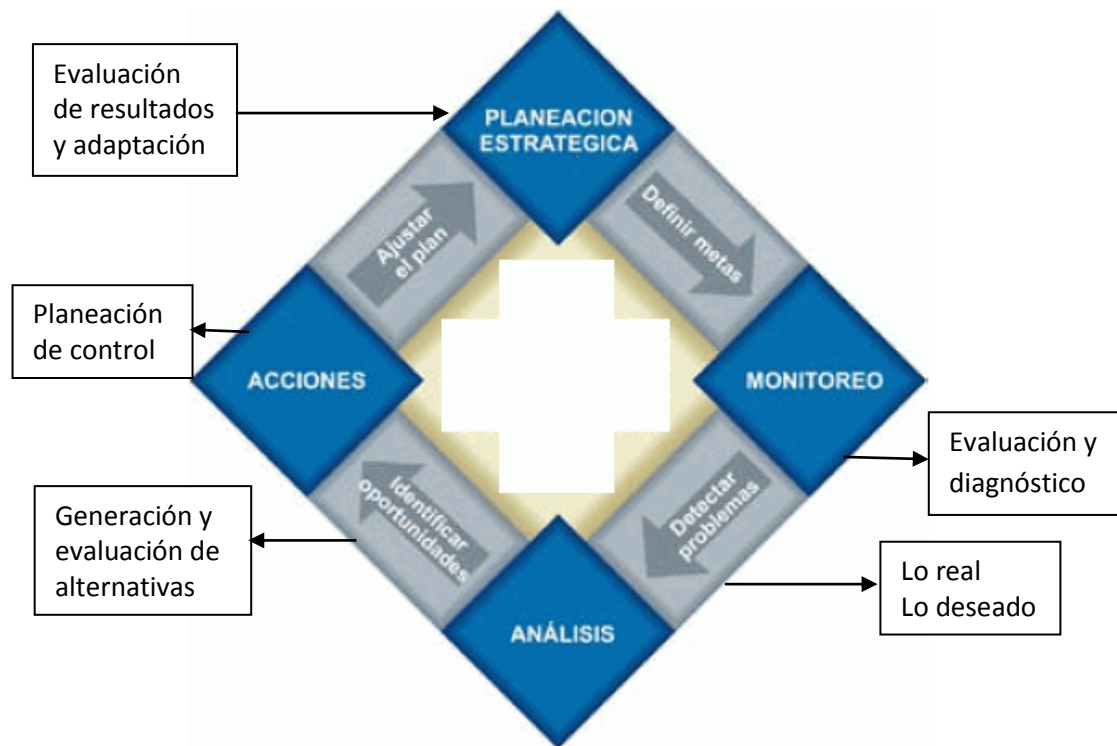 Evaluación
de resultados
y adaptación
PLANEACION
ESTRATEGICA
Ajustar
el plan
Definir metas
Planeación
de control
ACCIONES
MONITOREO
Evaluación y
diagnóstico
Identificar
oportunidades
Detectar
problemas
Generación y
evaluación de
alternativas
Lo real
Lo deseado
ANÁLISIS